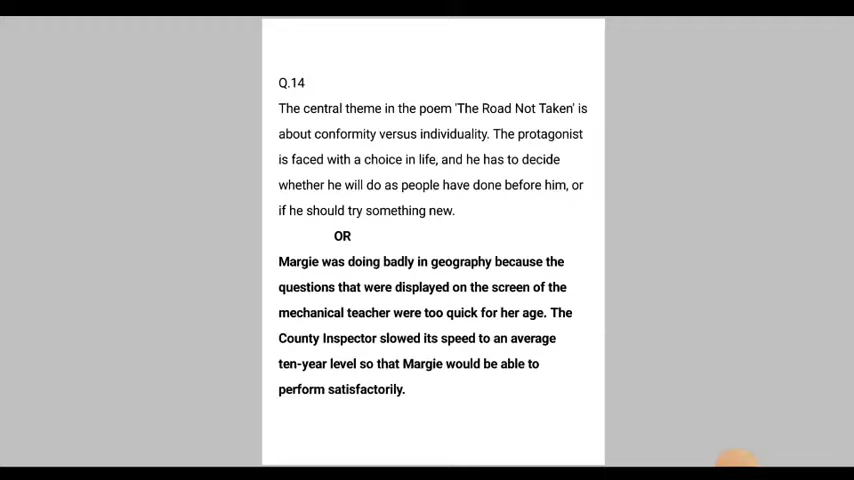 Q.14
The central theme in the poem 'The Road Not Taken' is
about conformity versus individuality. The protagonist
is faced with a choice in life, and he has to decide
whether he will do as people have done before him, or
if he should try something new.
OR
Margie was doing badly in geography because the
questions that were displayed on the screen of the
mechanical teacher were too quick for her age. The
County Inspector slowed its speed to an average
ten-year level so that Margie would be able to
perform satisfactorily.